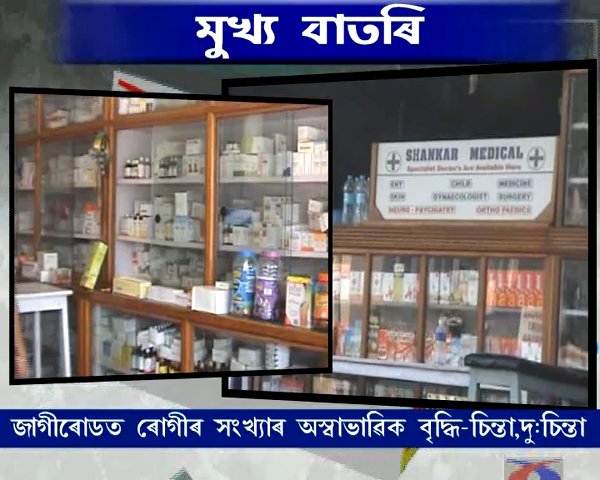 মুখ্য বাতৰি
SHANKAR MEDICAL
Specialist Doctor's Are Available Here
ENT CHILD MEDICINE
SKIN GYNAECOLOGIST SURGERY
NEURO - PSYCHIATRY ORTHO PAEDICS
জাগীৰোডত ৰোগীৰ সংখ্যাৰ অস্বাভাৱিক বৃদ্ধি-চিন্তা,দু:চিন্তা